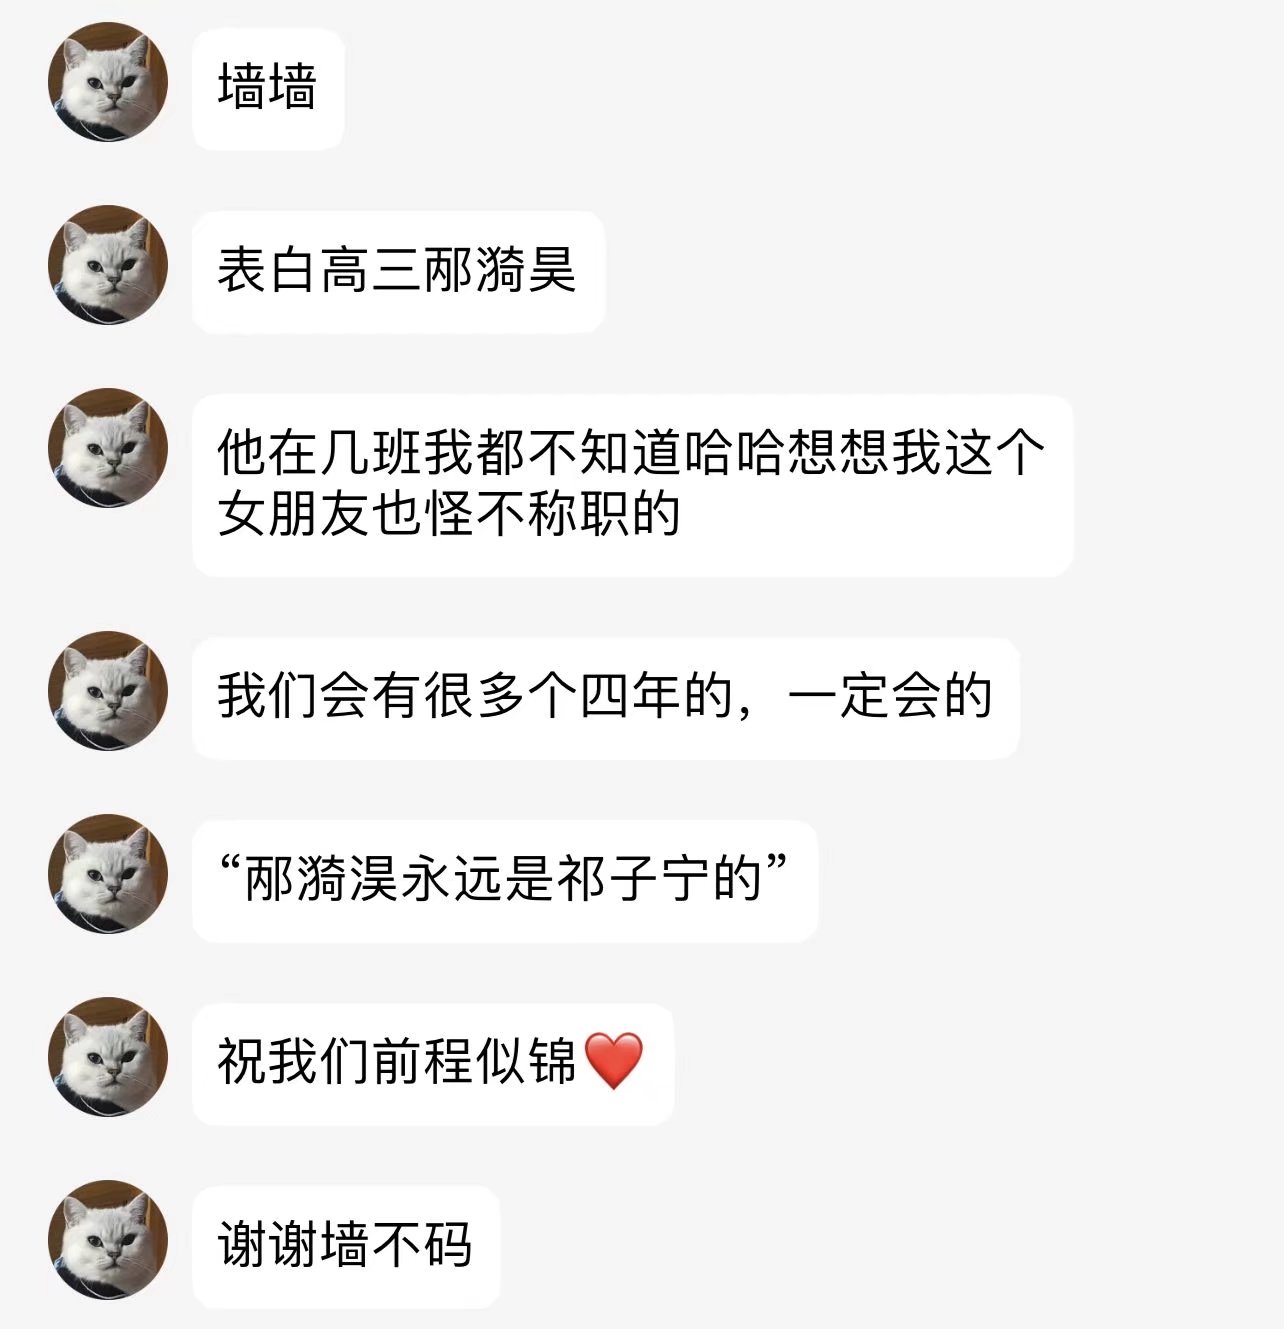 墙墙
表白高三邴漪昊
他在几班我都不知道哈哈想想我这个
女朋友也怪不称职的
我们会有很多个四年的，一定会的
“邴漪淏永远是祁子宁的”
祝我们前程似锦❤️
谢谢墙不码